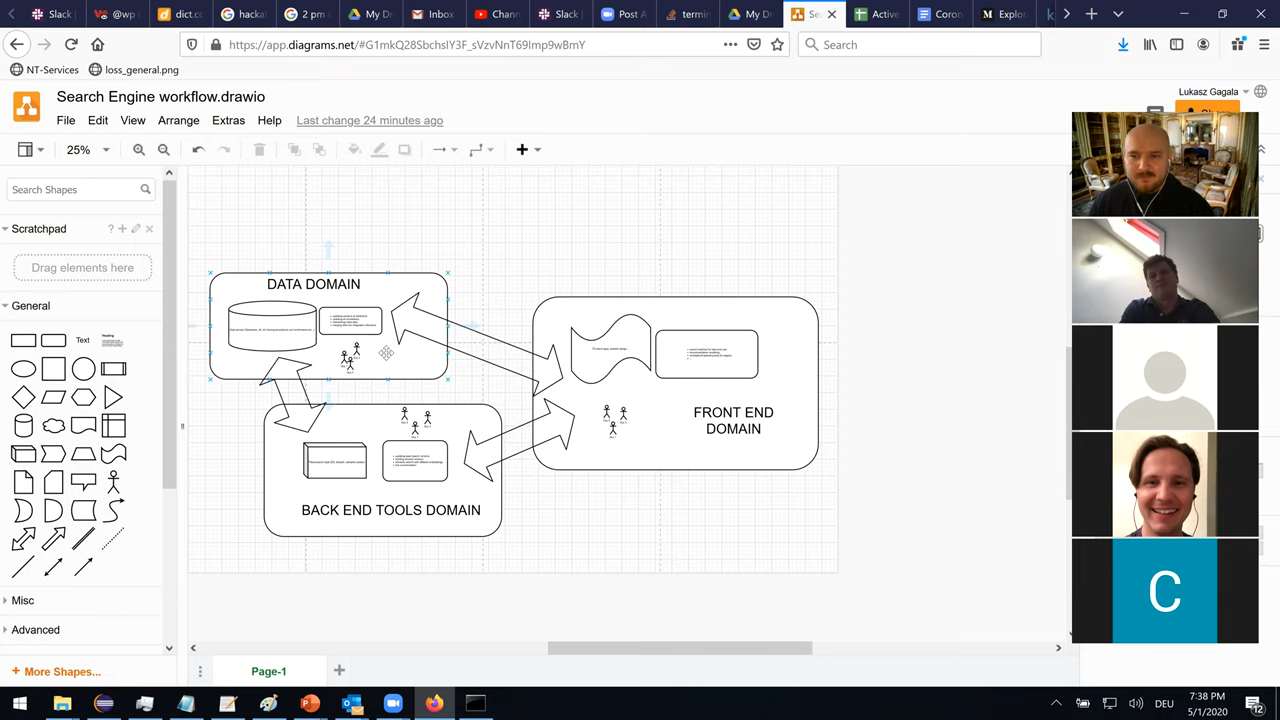 Slack |
@wp
dict.cc
hackat
2 pm c
My Dr
Inbox
Chann
Slack |
Post A
termin
My Dr
Se
Active
Coron
Explor
https://app.diagrams.net/#G1mkQ28SbchsIY3F_sVzvNnT69Imp9wBmY
Search
NT-Services
loss_general.png
Search Engine workflow.drawio
Lukasz Gagala
File Edit View Arrange Extras Help Last change 24 minutes ago
25%
Search Shapes
Scratchpad
Drag elements here
General
Text
Heading
Misc
Advanced
+ More Shapes...
DATA DOMAIN
BACK END TOOLS DOMAIN
FRONT END
DOMAIN
Page-1
C
DEU
7:38 PM
5/1/2020
12